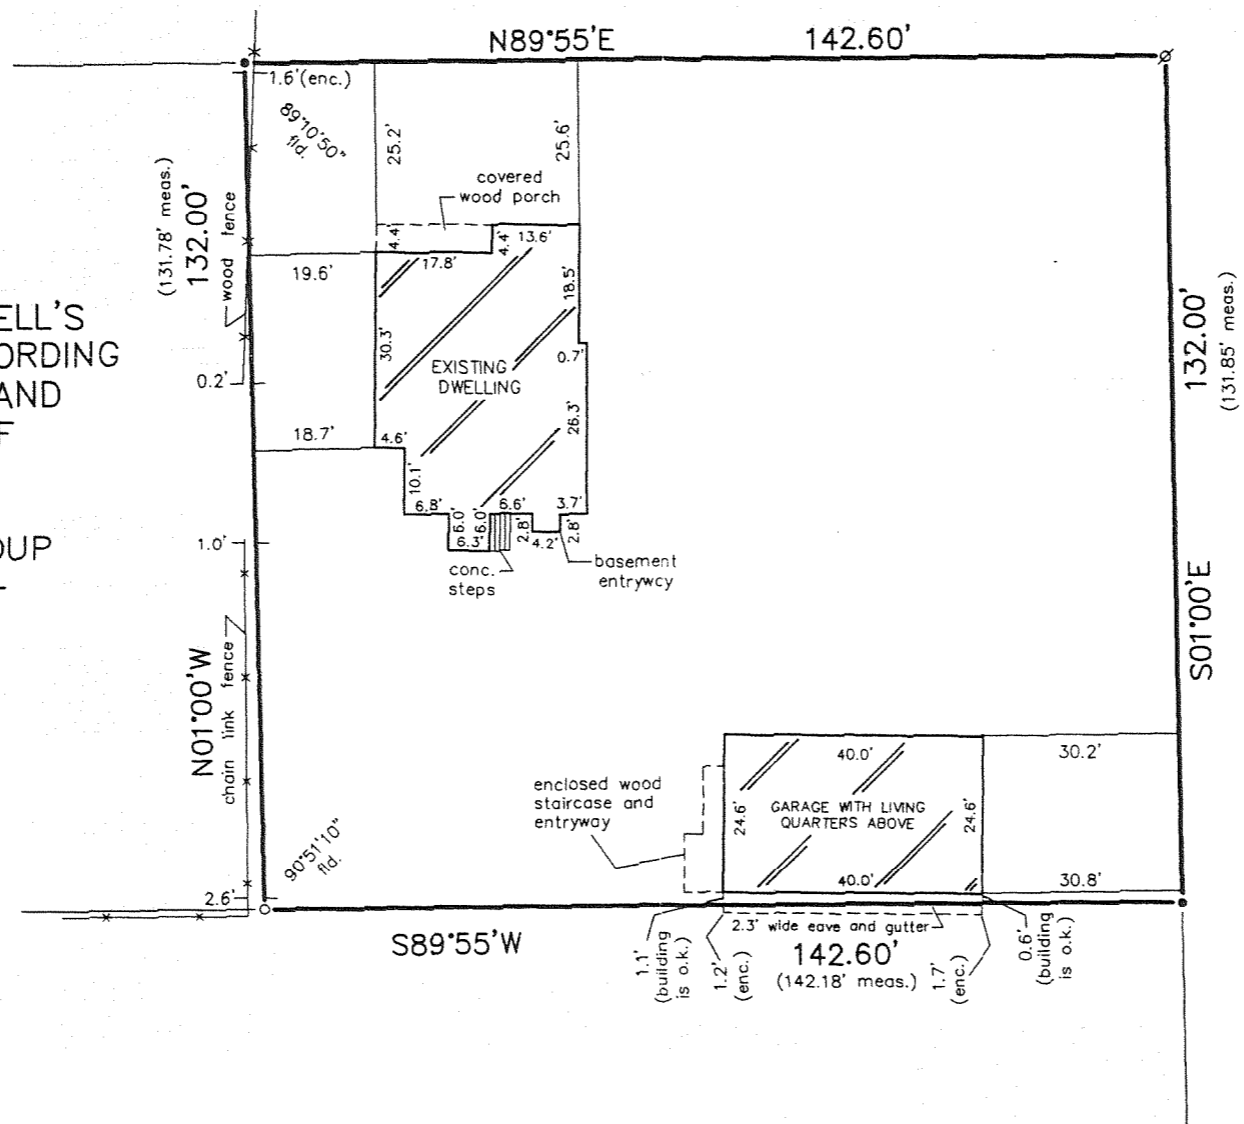 N89°55'E 142.60'
1.6'(enc.)
89°10'50"
fld.
25.2'
25.6'
covered
wood porch
4.4'
4.4'
13.6'
17.8'
18.5'
(131.78' meas.)
132.00'
wood fence
19.6'
30.3'
0.7'
EXISTING
DWELLING
26.3'
ELL'S
ORDING
AND
F
0.2'
18.7'
4.6'
10.1'
6.8'
6.0'
6.0'
6.3'
6.6'
2.8'
4.2'
3.7'
2.8'
conc.
steps
basement
entrywcy
OUP
1.0'
132.00'
(131.85' meas.)
S01°00'E
N01°00'W
chain link fence
enclosed wood
staircase and
entryway
40.0'
24.6'
24.6'
GARAGE WITH LIVING
QUARTERS ABOVE
40.0'
30.2'
30.8'
90°51'10"
fld.
2.6'
S89°55'W
2.3' wide eave and gutter
142.60'
(142.18' meas.)
1.1'
(building
is o.k.)
1.2'
(enc.)
1.7'
(enc.)
0.6'
(building
is o.k.)